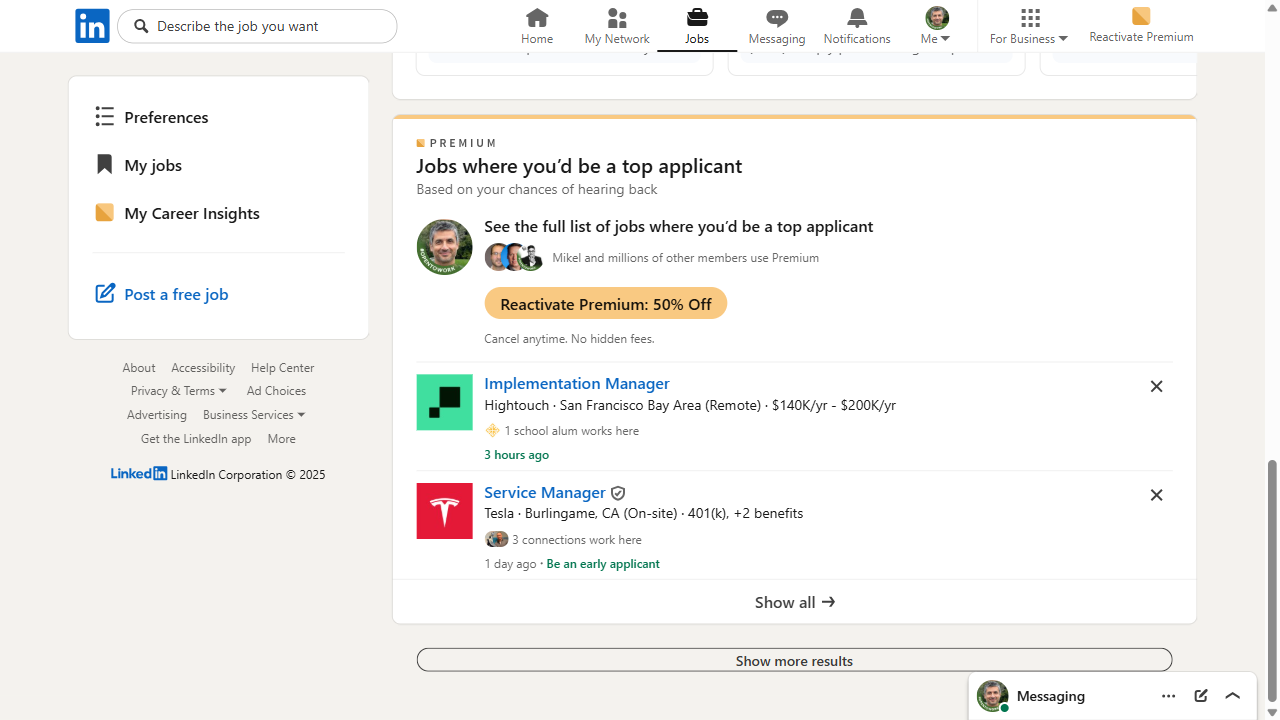 Describe the job you want
Home
My Network
Jobs
Messaging
Notifications
Me
For Business
Reactivate Premium
Preferences
My jobs
My Career Insights
Post a free job
About Accessibility Help Center
Privacy & Terms Ad Choices
Advertising Business Services
Get the LinkedIn app More
LinkedIn LinkedIn Corporation © 2025
PREMIUM
Jobs where you’d be a top applicant
Based on your chances of hearing back
See the full list of jobs where you’d be a top applicant
Mikel and millions of other members use Premium
Reactivate Premium: 50% Off
Cancel anytime. No hidden fees.
Implementation Manager
Hightouch · San Francisco Bay Area (Remote) · $140K/yr - $200K/yr
1 school alum works here
3 hours ago
Service Manager
Tesla · Burlingame, CA (On-site) · 401(k), +2 benefits
3 connections work here
1 day ago · Be an early applicant
Show all →
Show more results
Messaging